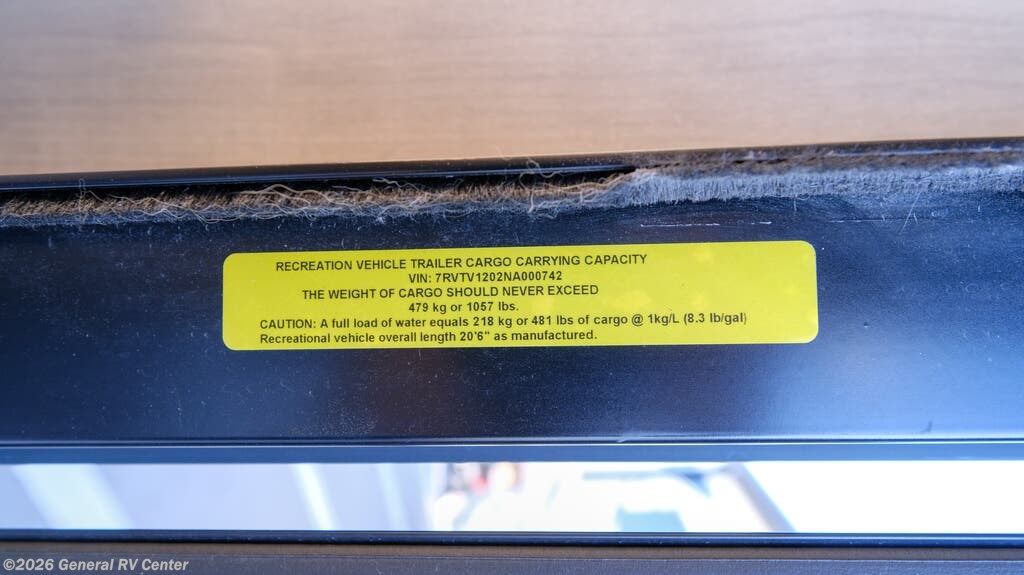 RECREATION VEHICLE TRAILER CARGO CARRYING CAPACITY
VIN: 7RVTV1202NA000742
THE WEIGHT OF CARGO SHOULD NEVER EXCEED
479 kg or 1057 lbs.
CAUTION: A full load of water equals 218 kg or 481 lbs of cargo @ 1kg/L (8.3 lb/gal)
Recreational vehicle overall length 20'6" as manufactured.
©2026 General RV Center